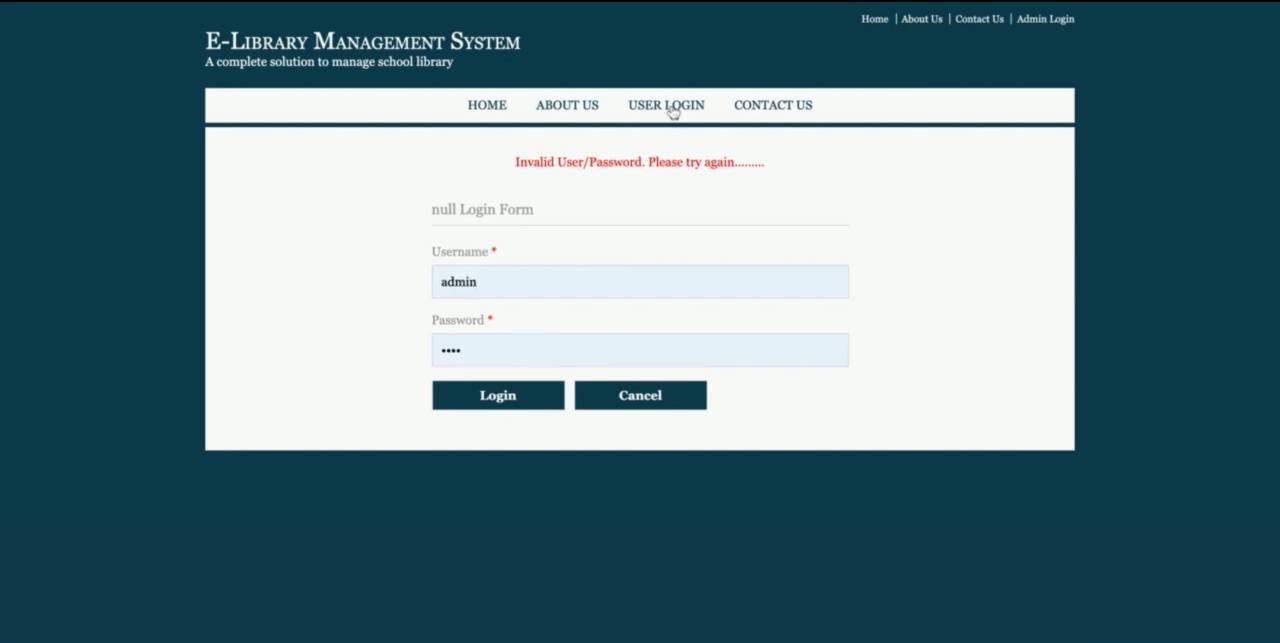 Home | About Us | Contact Us | Admin Login
E-Library Management System
A complete solution to manage school library
HOME ABOUT US USER LOGIN CONTACT US
Invalid User/Password. Please try again.........
null Login Form
Username *
admin
Password *
••••
Login Cancel